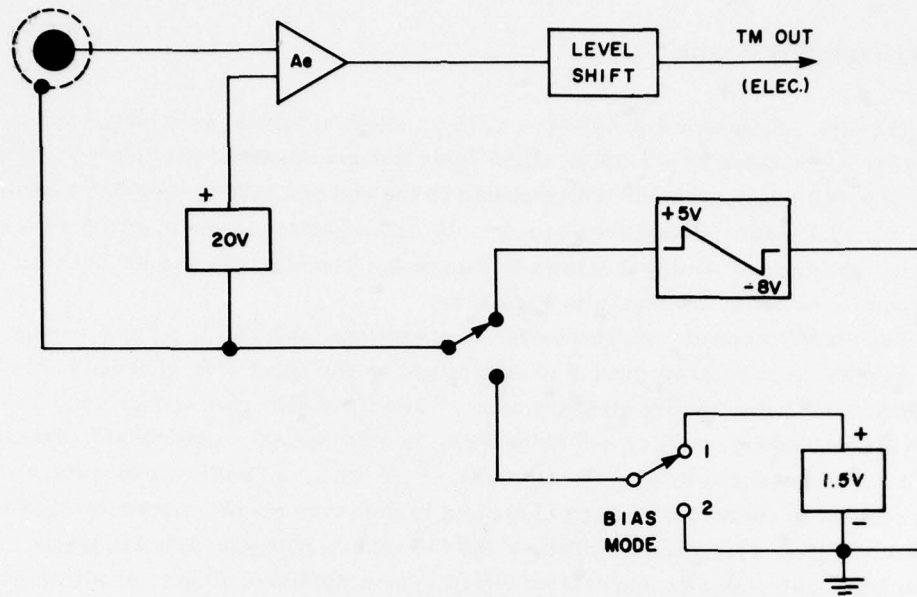 Ae
LEVEL
SHIFT
TM OUT
(ELEC.)
+
20V
+5V
-8V
1
2
BIAS
MODE
+
1.5V
-